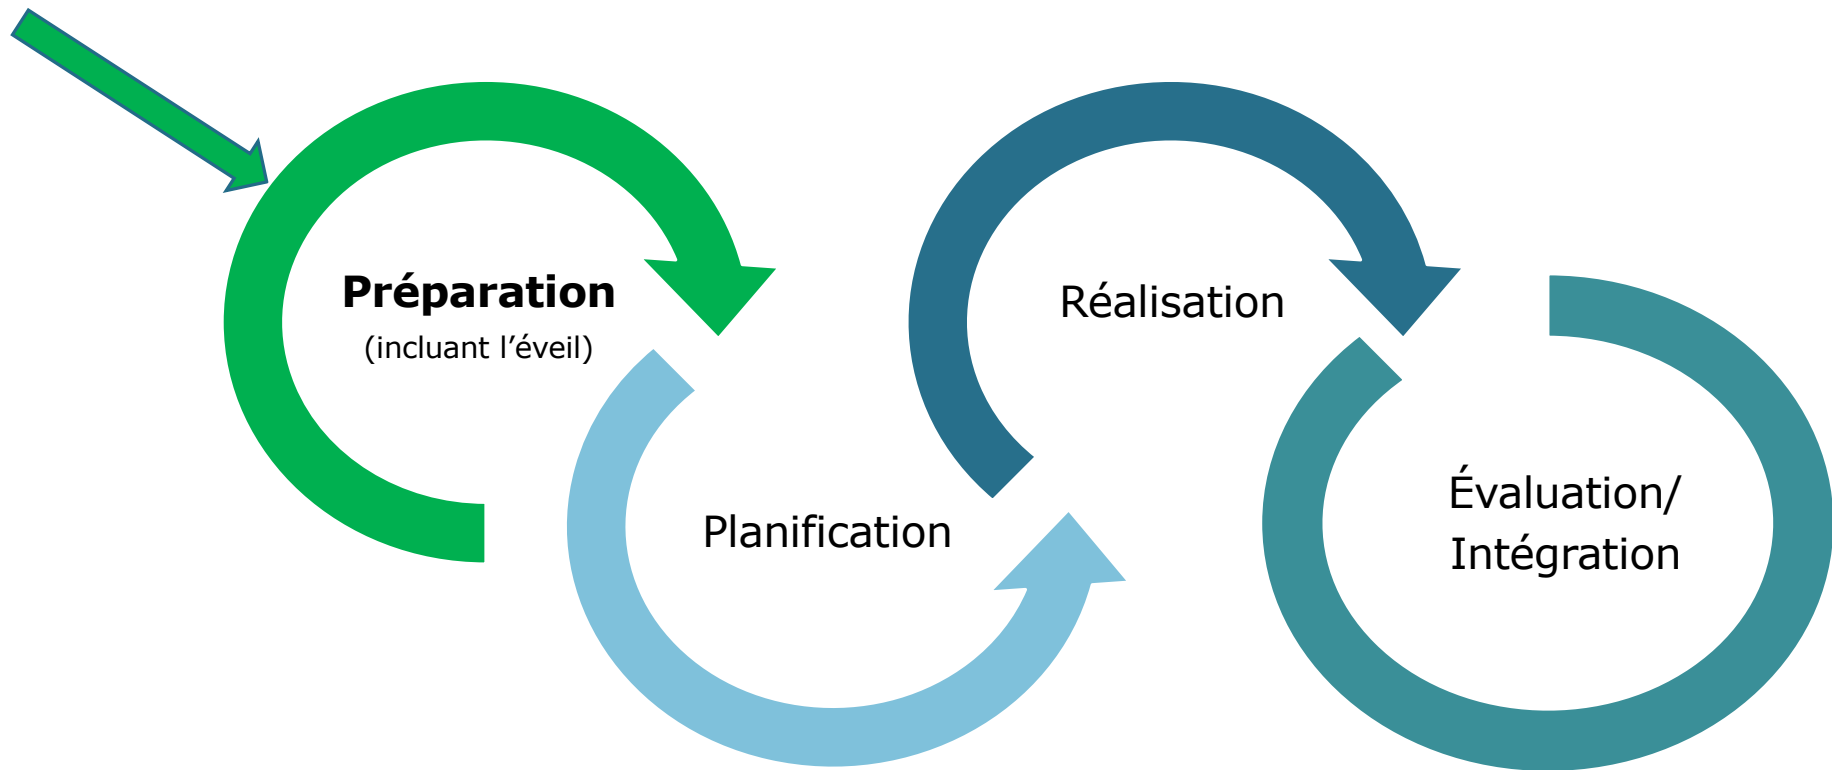 Préparation
(incluant l’éveil)
Planification
Réalisation
Évaluation/
Intégration